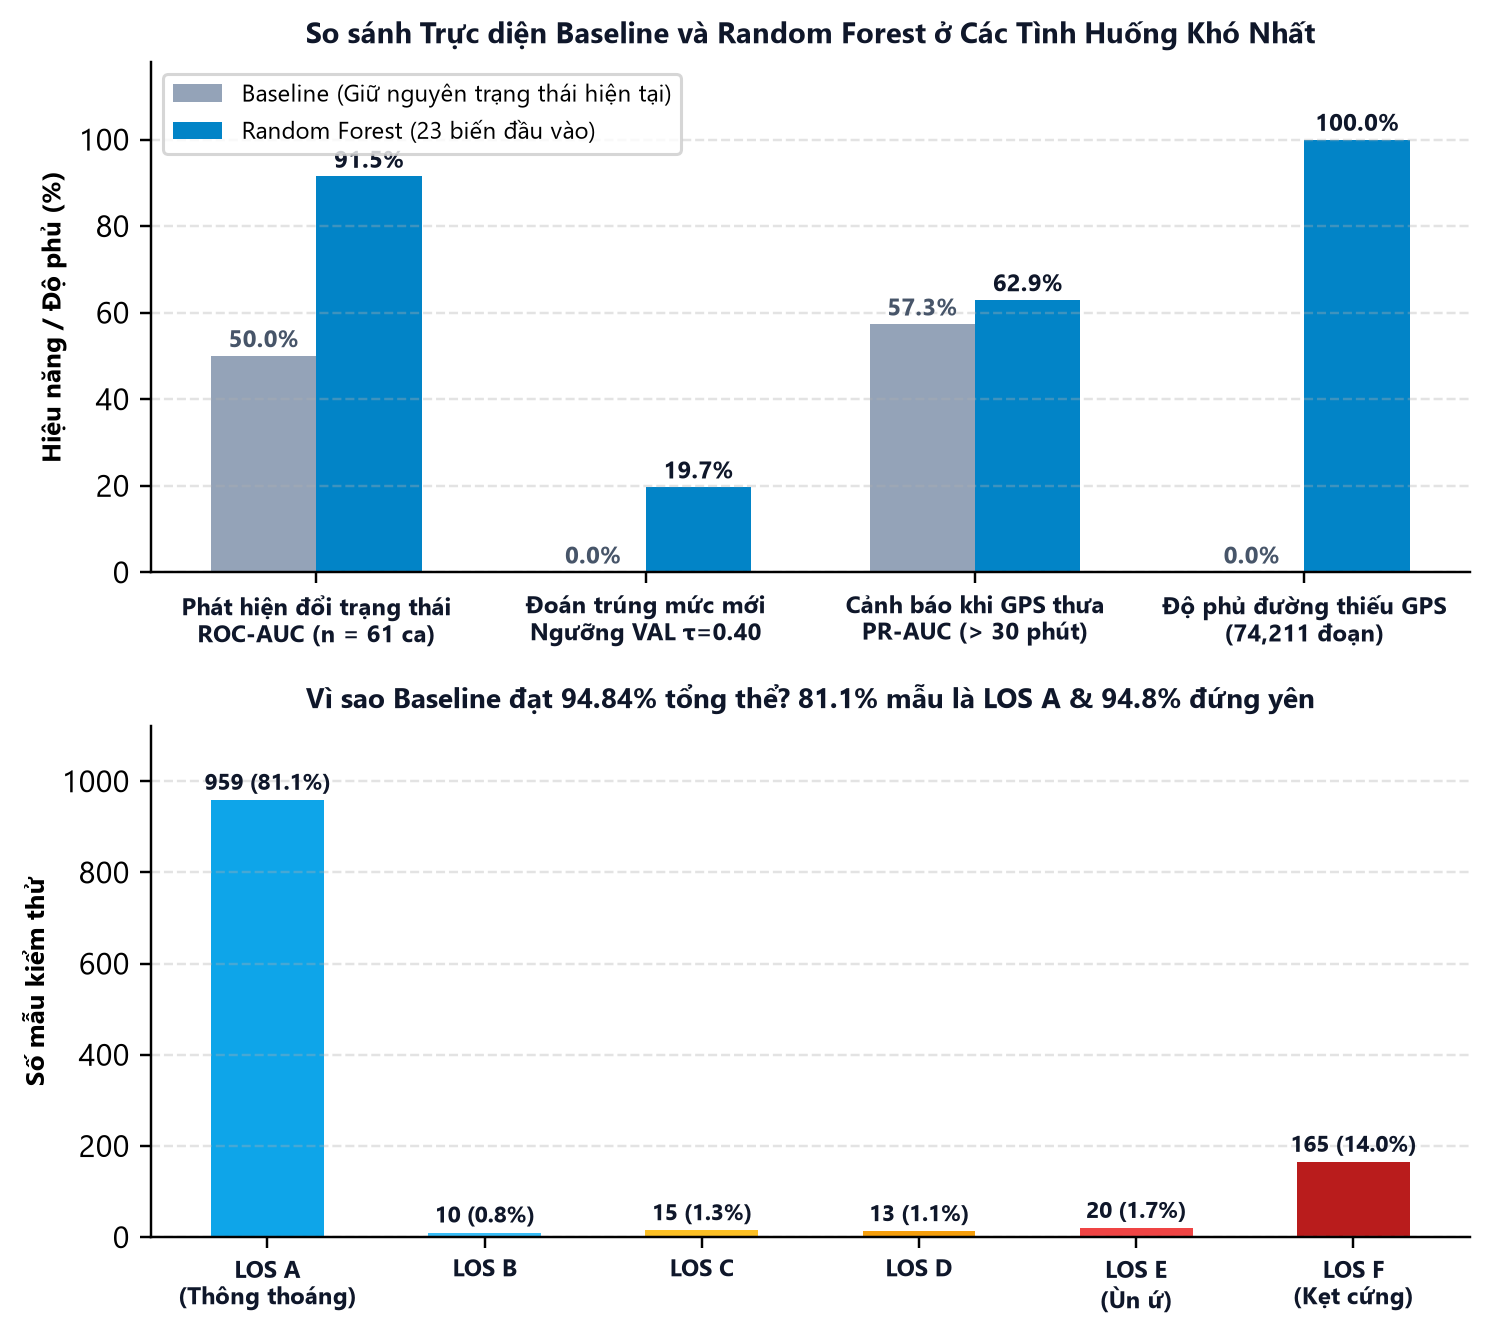 So sánh Trực diện Baseline và Random Forest ở Các Tình Huống Khó Nhất
Baseline (Giữ nguyên trạng thái hiện tại)
Random Forest (23 biến đầu vào)
Hiệu năng / Độ phủ (%)
100
80
60
40
20
0
50.0%
91.5%
0.0%
19.7%
57.3%
62.9%
0.0%
100.0%
Phát hiện đổi trạng thái
ROC-AUC (n = 61 ca)
Đoán trúng mức mới
Ngưỡng VAL τ=0.40
Cảnh báo khi GPS thưa
PR-AUC (> 30 phút)
Độ phủ đường thiếu GPS
(74,211 đoạn)
Vì sao Baseline đạt 94.84% tổng thể? 81.1% mẫu là LOS A & 94.8% đứng yên
Số mẫu kiểm thử
1000
800
600
400
200
0
959 (81.1%)
10 (0.8%)
15 (1.3%)
13 (1.1%)
20 (1.7%)
165 (14.0%)
LOS A
(Thông thoáng)
LOS B
LOS C
LOS D
LOS E
(Ùn ứ)
LOS F
(Kẹt cứng)